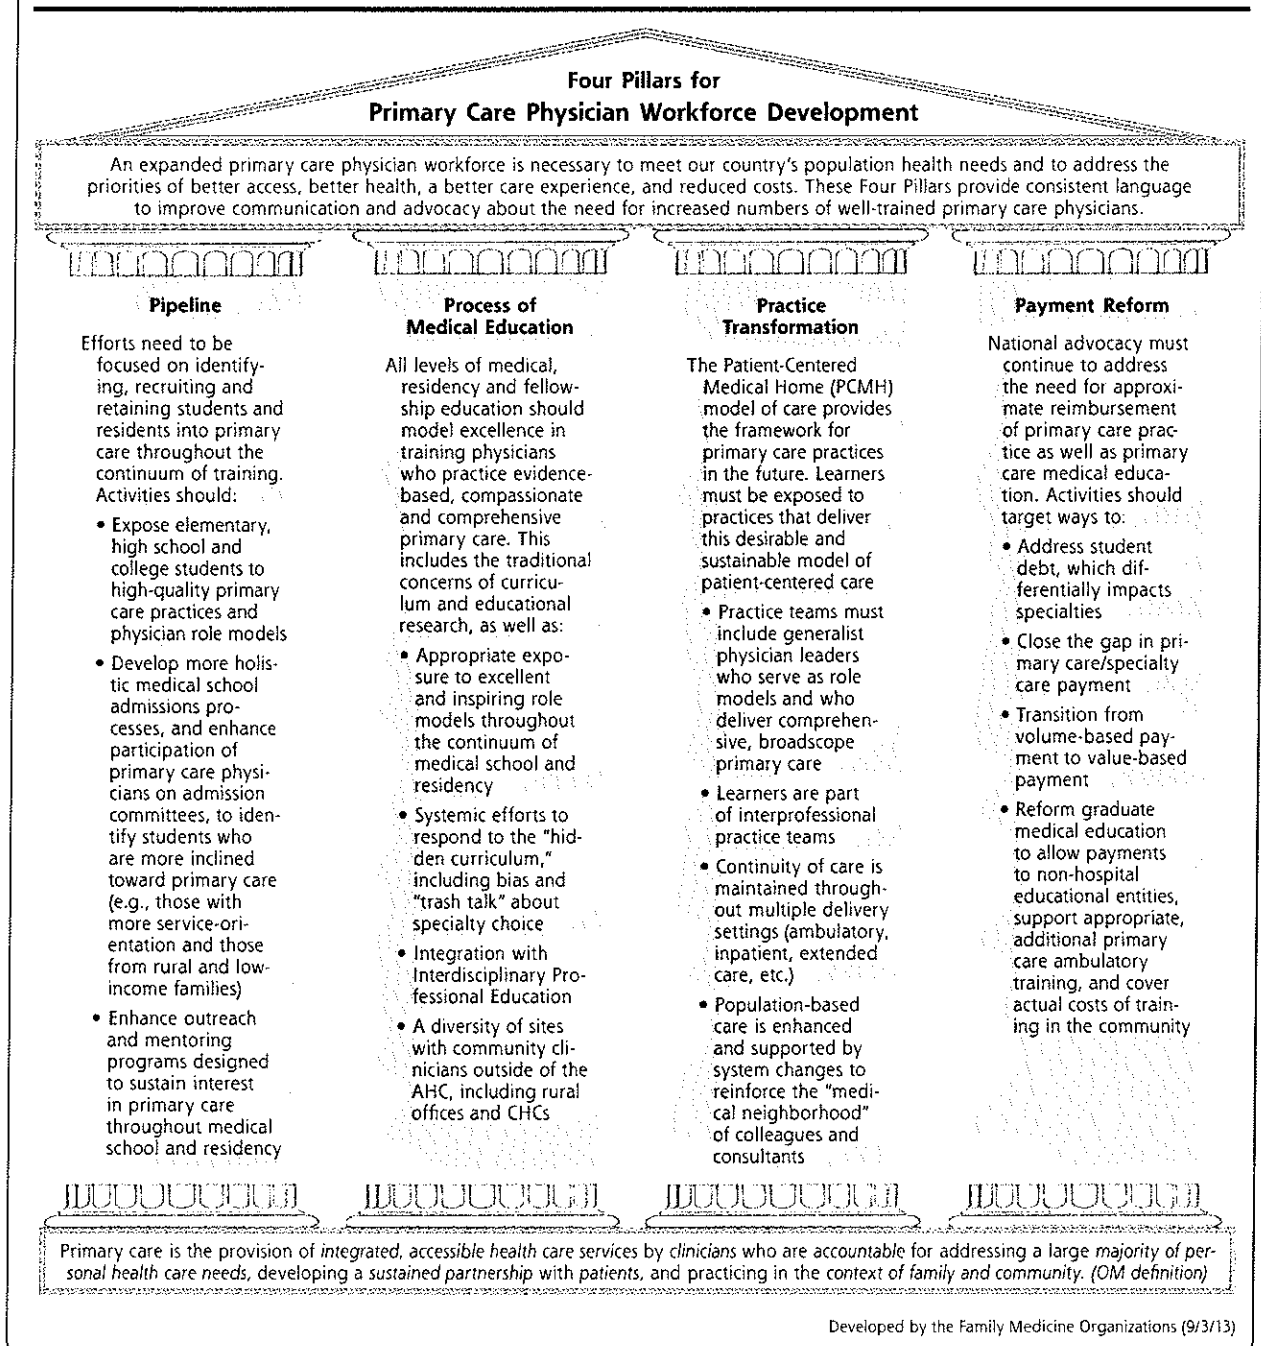 Four Pillars for
Primary Care Physician Workforce Development
An expanded primary care physician workforce is necessary to meet our country's population health needs and to address the
priorities of better access, better health, a better care experience, and reduced costs. These Four Pillars provide consistent language
to improve communication and advocacy about the need for increased numbers of well-trained primary care physicians.
Pipeline
Efforts need to be
focused on identify-
ing, recruiting and
retaining students and
residents into primary
care throughout the
continuum of training.
Activities should:
• Expose elementary,
high school and
college students to
high-quality primary
care practices and
physician role models
• Develop more holis-
tic medical school
admissions pro-
cesses, and enhance
participation of
primary care physi-
cians on admission
committees, to iden-
tify students who
are more inclined
toward primary care
(e.g., those with
more service-ori-
entation and those
from rural and low-
income families)
• Enhance outreach
and mentoring
programs designed
to sustain interest
in primary care
throughout medical
school and residency
Process of
Medical Education
All levels of medical,
residency and fellow-
ship education should
model excellence in
training physicians
who practice evidence-
based, compassionate
and comprehensive
primary care. This
includes the traditional
concerns of curricu-
lum and educational
research, as well as:
• Appropriate expo-
sure to excellent
and inspiring role
models throughout
the continuum of
medical school and
residency
• Systemic efforts to
respond to the "hid-
den curriculum,"
including bias and
"trash talk" about
specialty choice
• Integration with
Interdisciplinary Pro-
fessional Education
• A diversity of sites
with community cli-
nicians outside of the
AHC, including rural
offices and CHCs
Practice
Transformation
The Patient-Centered
Medical Home (PCMH)
model of care provides
the framework for
primary care practices
in the future. Learners
must be exposed to
practices that deliver
this desirable and
sustainable model of
patient-centered care
• Practice teams must
include generalist
physician leaders
who serve as role
models and who
deliver comprehen-
sive, broadscope
primary care
• Learners are part
of interprofessional
practice teams
• Continuity of care is
maintained through-
out multiple delivery
settings (ambulatory,
inpatient, extended
care, etc.)
• Population-based
care is enhanced
and supported by
system changes to
reinforce the "medi-
cal neighborhood"
of colleagues and
consultants
Payment Reform
National advocacy must
continue to address
the need for approxi-
mate reimbursement
of primary care prac-
tice as well as primary
care medical educa-
tion. Activities should
target ways to:
• Address student
debt, which dif-
ferentially impacts
specialties
• Close the gap in pri-
mary care/specialty
care payment
• Transition from
volume-based pay-
ment to value-based
payment
• Reform graduate
medical education
to allow payments
to non-hospital
educational entities,
support appropriate,
additional primary
care ambulatory
training, and cover
actual costs of train-
ing in the community
Primary care is the provision of integrated, accessible health care services by clinicians who are accountable for addressing a large majority of per-
sonal health care needs, developing a sustained partnership with patients, and practicing in the context of family and community. (OM definition)
Developed by the Family Medicine Organizations (9/3/13)